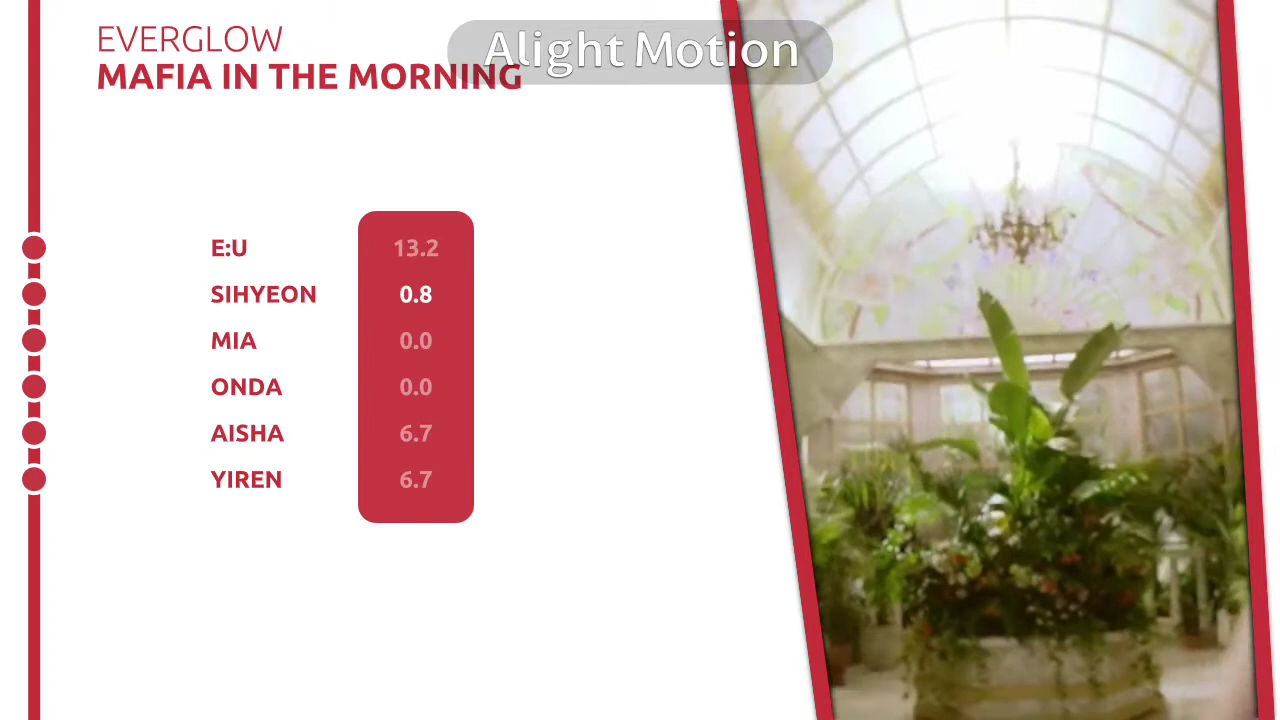 EVERGLOW
MAFIA IN THE MORNING
Alight Motion
E:U 13.2
SIHYEON 0.8
MIA 0.0
ONDA 0.0
AISHA 6.7
YIREN 6.7